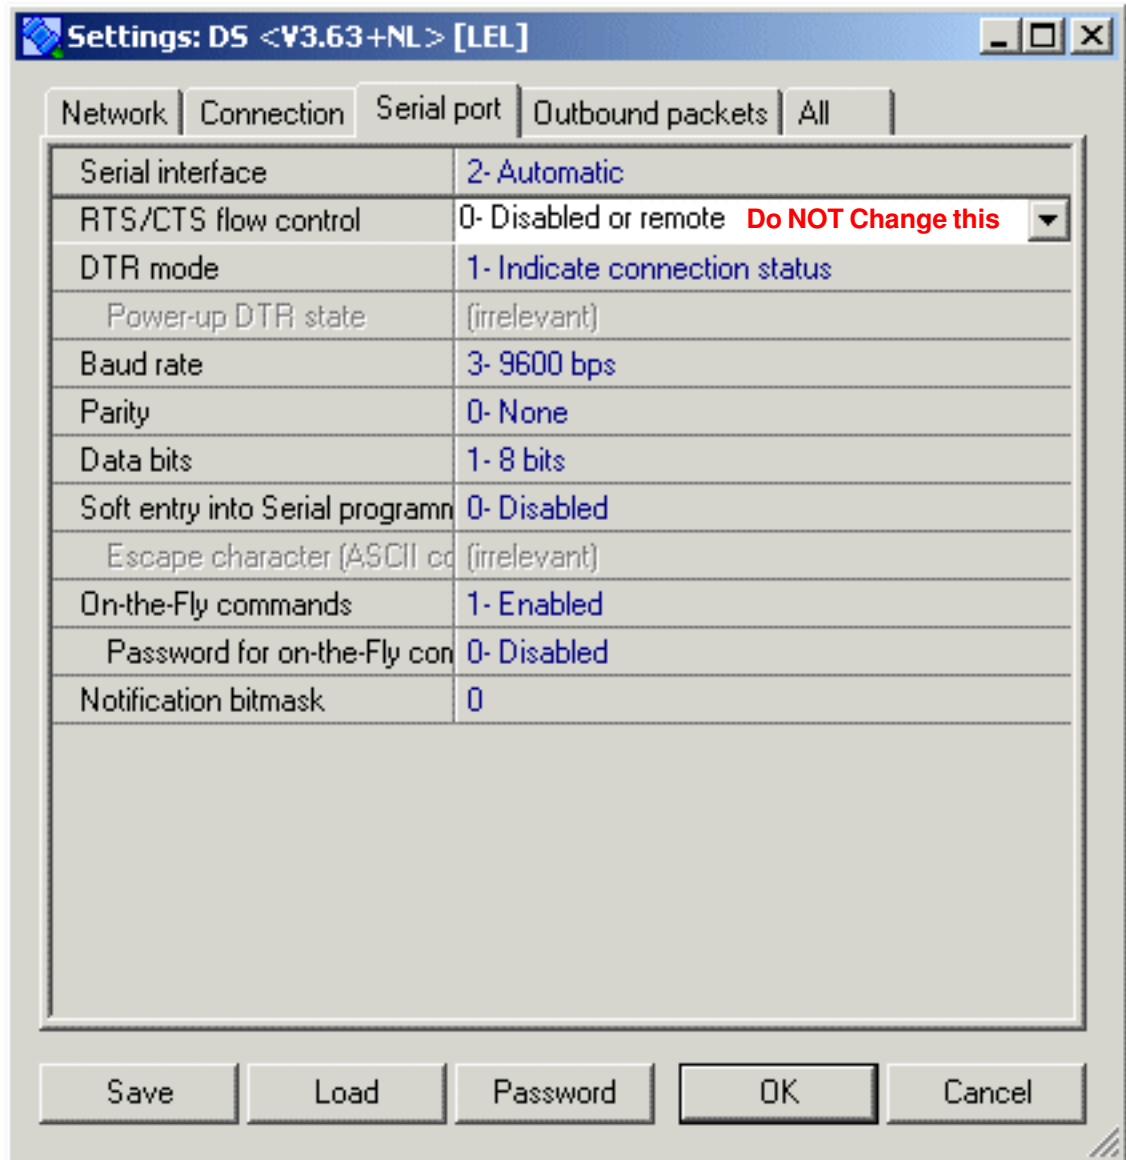 Settings: DS <V3.63+NL> [LEL]
Network Connection Serial port Outbound packets All
Serial interface 2- Automatic
RTS/CTS flow control 0- Disabled or remote Do NOT Change this
DTR mode 1- Indicate connection status
Power-up DTR state (irrelevant)
Baud rate 3- 9600 bps
Parity 0- None
Data bits 1- 8 bits
Soft entry into Serial programn 0- Disabled
Escape character (ASCII co (irrelevant)
On-the-Fly commands 1- Enabled
Password for on-the-Fly con 0- Disabled
Notification bitmask 0
Save Load Password OK Cancel